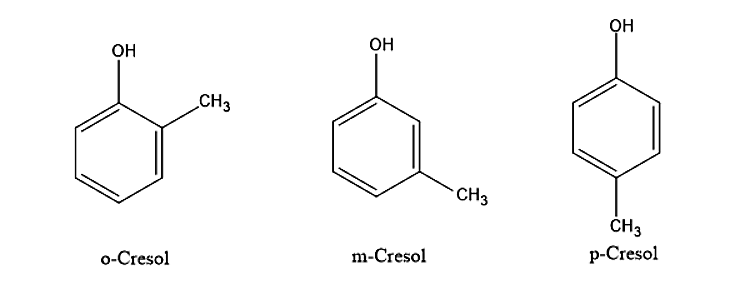 OH
CH3
o-Cresol
OH
CH3
m-Cresol
OH
CH3
p-Cresol